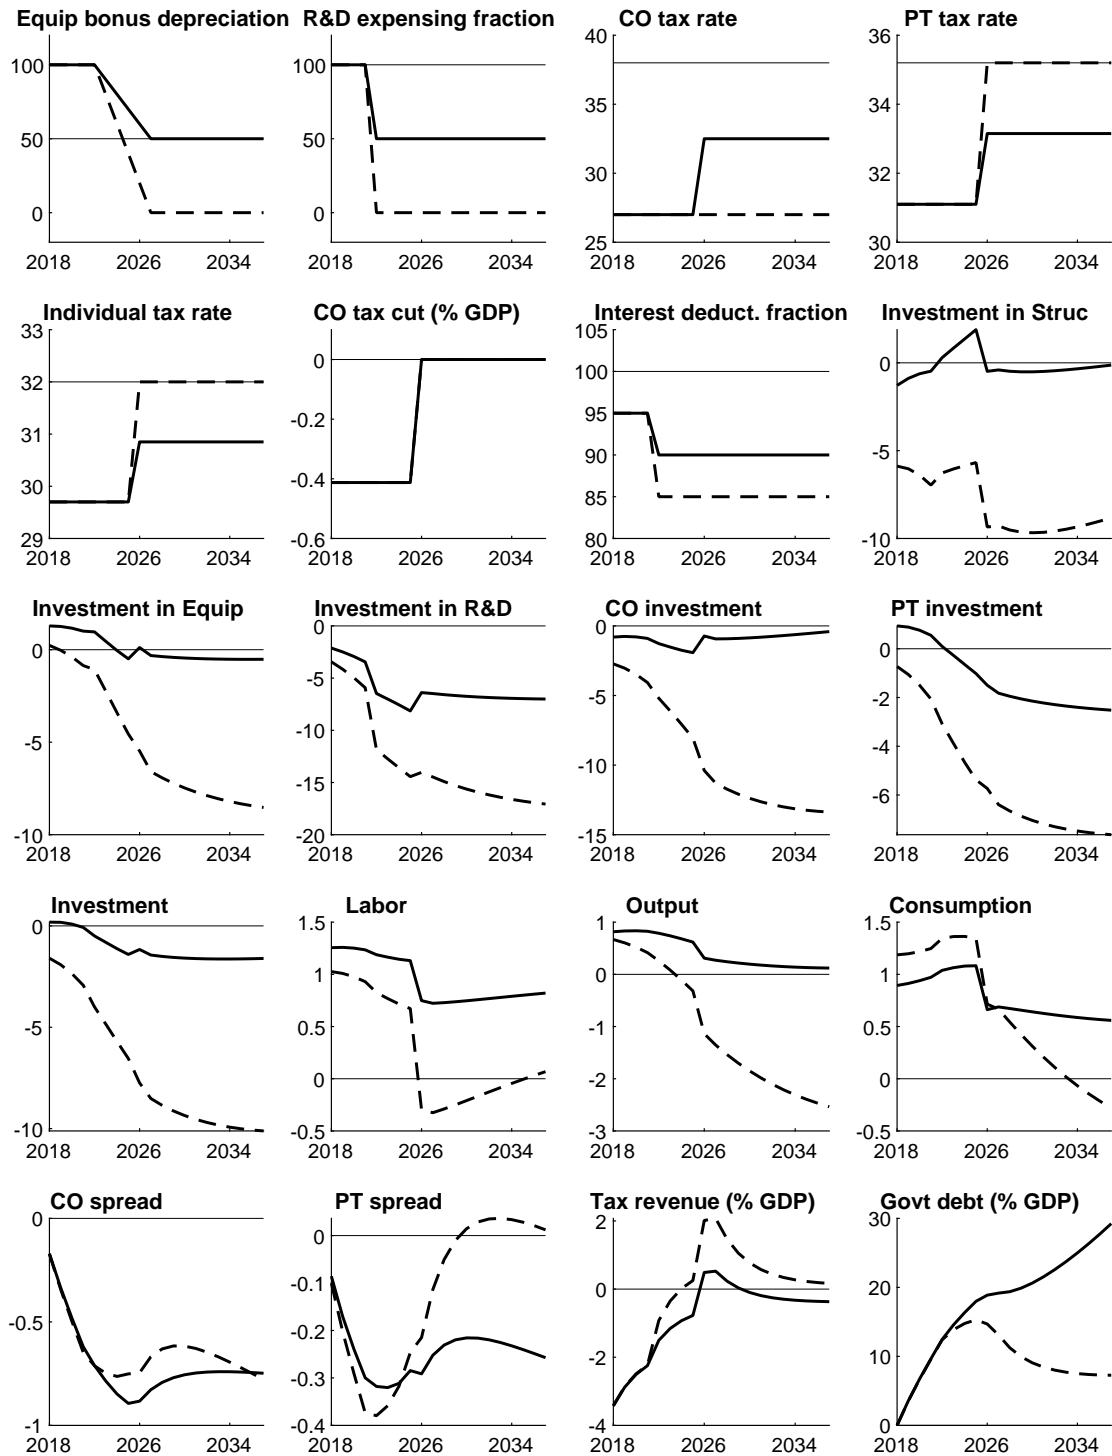 Equip bonus depreciation R&D expensing fraction CO tax rate PT tax rate
100 50 0 2018 2026 2034
100 50 0 2018 2026 2034
40 35 30 25 2018 2026 2034
36 34 32 30 2018 2026 2034
Individual tax rate CO tax cut (% GDP) Interest deduct. fraction Investment in Struc
33 32 31 30 29 2018 2026 2034
0 -0.2 -0.4 -0.6 2018 2026 2034
105 100 95 90 85 80 2018 2026 2034
0 -5 -10 2018 2026 2034
Investment in Equip Investment in R&D CO investment PT investment
0 -5 -10 2018 2026 2034
0 -5 -10 -15 -20 2018 2026 2034
0 -5 -10 -15 2018 2026 2034
0 -2 -4 -6 2018 2026 2034
Investment Labor Output Consumption
0 -5 -10 2018 2026 2034
1.5 1 0.5 0 -0.5 2018 2026 2034
1 0 -1 -2 -3 2018 2026 2034
1.5 1 0.5 0 -0.5 2018 2026 2034
CO spread PT spread Tax revenue (% GDP) Govt debt (% GDP)
0 -0.5 -1 2018 2026 2034
0 -0.1 -0.2 -0.3 -0.4 2018 2026 2034
2 0 -2 -4 2018 2026 2034
30 20 10 0 2018 2026 2034